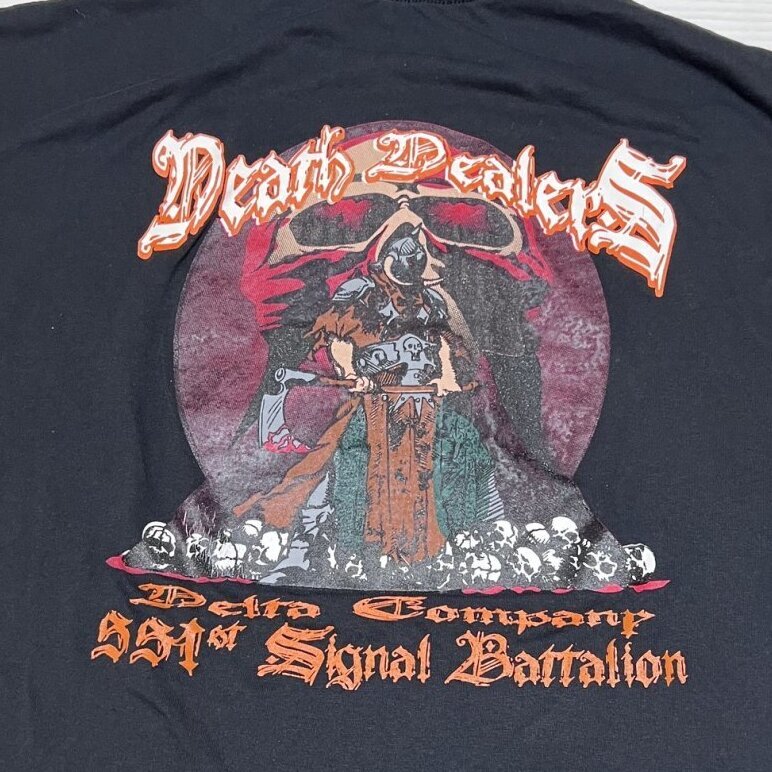 Death DealerS
Delta Company
551st Signal Battalion